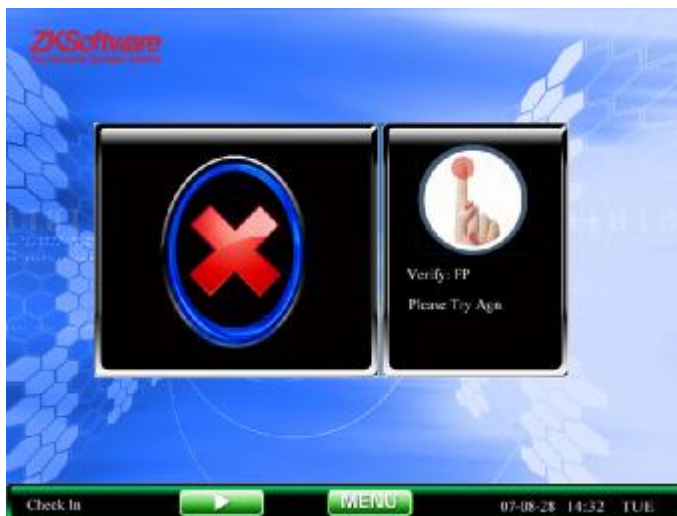 ZKSoftware
Verify: FP
Please Try Agn.
Check In
MENU
07-08-28 14:32 TUE